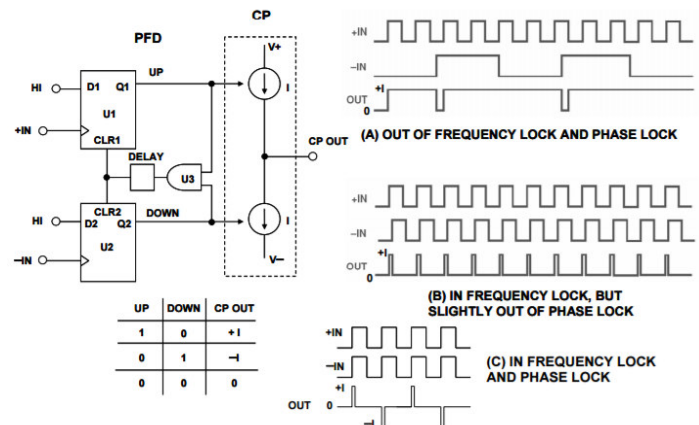 PFD
CP
V+
UP
HI
D1 Q1
U1
+IN
CLR1
I
DELAY
U3
CP OUT
CLR2
DOWN
HI
D2 Q2
U2
–IN
I
V–
UP DOWN CP OUT
1 0 +I
0 1 –I
0 0 0
+IN
–IN
+I
OUT
0
(A) OUT OF FREQUENCY LOCK AND PHASE LOCK
+IN
–IN
+I
OUT
0
(B) IN FREQUENCY LOCK, BUT
SLIGHTLY OUT OF PHASE LOCK
+IN
–IN
+I
OUT 0
–I
(C) IN FREQUENCY LOCK
AND PHASE LOCK